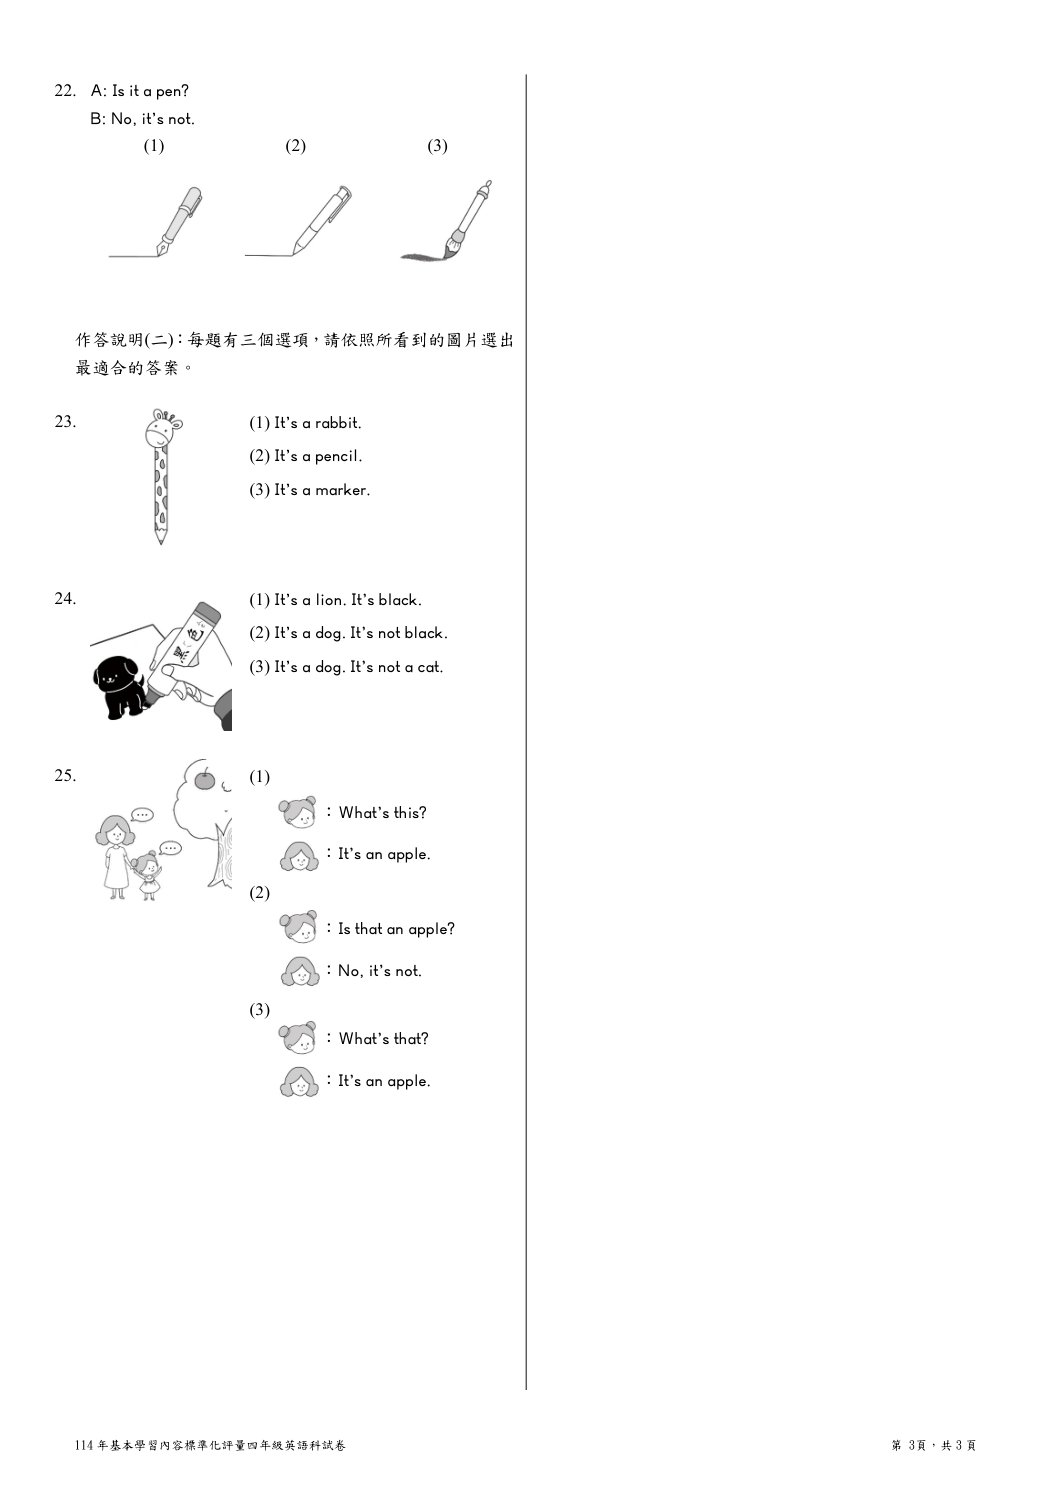 22. A: Is it a pen?
B: No, it's not.
(1) (2) (3)
作答說明(二)：每題有三個選項，請依照所看到的圖片選出
最適合的答案。
23.
(1) It's a rabbit.
(2) It's a pencil.
(3) It's a marker.
24.
(1) It's a lion. It's black.
(2) It's a dog. It's not black.
(3) It's a dog. It's not a cat.
25.
(1)
: What's this?
: It's an apple.
(2)
: Is that an apple?
: No, it's not.
(3)
: What's that?
: It's an apple.
114 年基本學習內容標準化評量四年級英語科試卷
第 3頁，共 3 頁